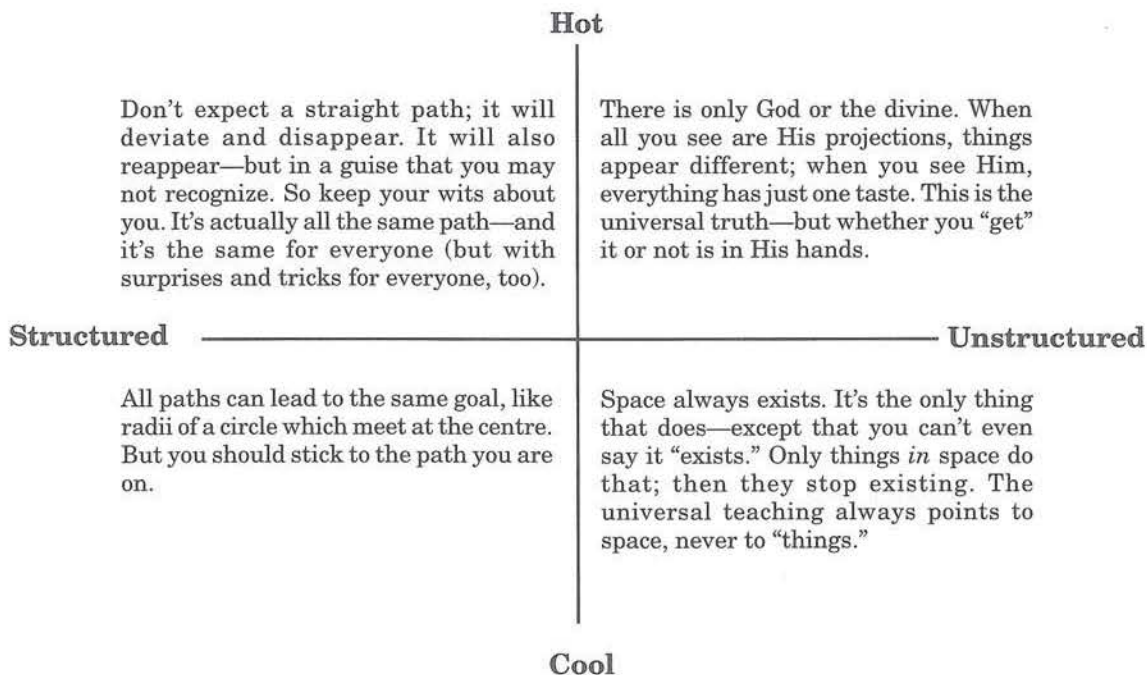 Hot
Don't expect a straight path; it will
deviate and disappear. It will also
reappear—but in a guise that you may
not recognize. So keep your wits about
you. It's actually all the same path—and
it's the same for everyone (but with
surprises and tricks for everyone, too).
There is only God or the divine. When
all you see are His projections, things
appear different; when you see Him,
everything has just one taste. This is the
universal truth—but whether you “get”
it or not is in His hands.
Structured
Unstructured
All paths can lead to the same goal, like
radii of a circle which meet at the centre.
But you should stick to the path you are
on.
Space always exists. It's the only thing
that does—except that you can't even
say it “exists.” Only things in space do
that; then they stop existing. The
universal teaching always points to
space, never to “things.”
Cool